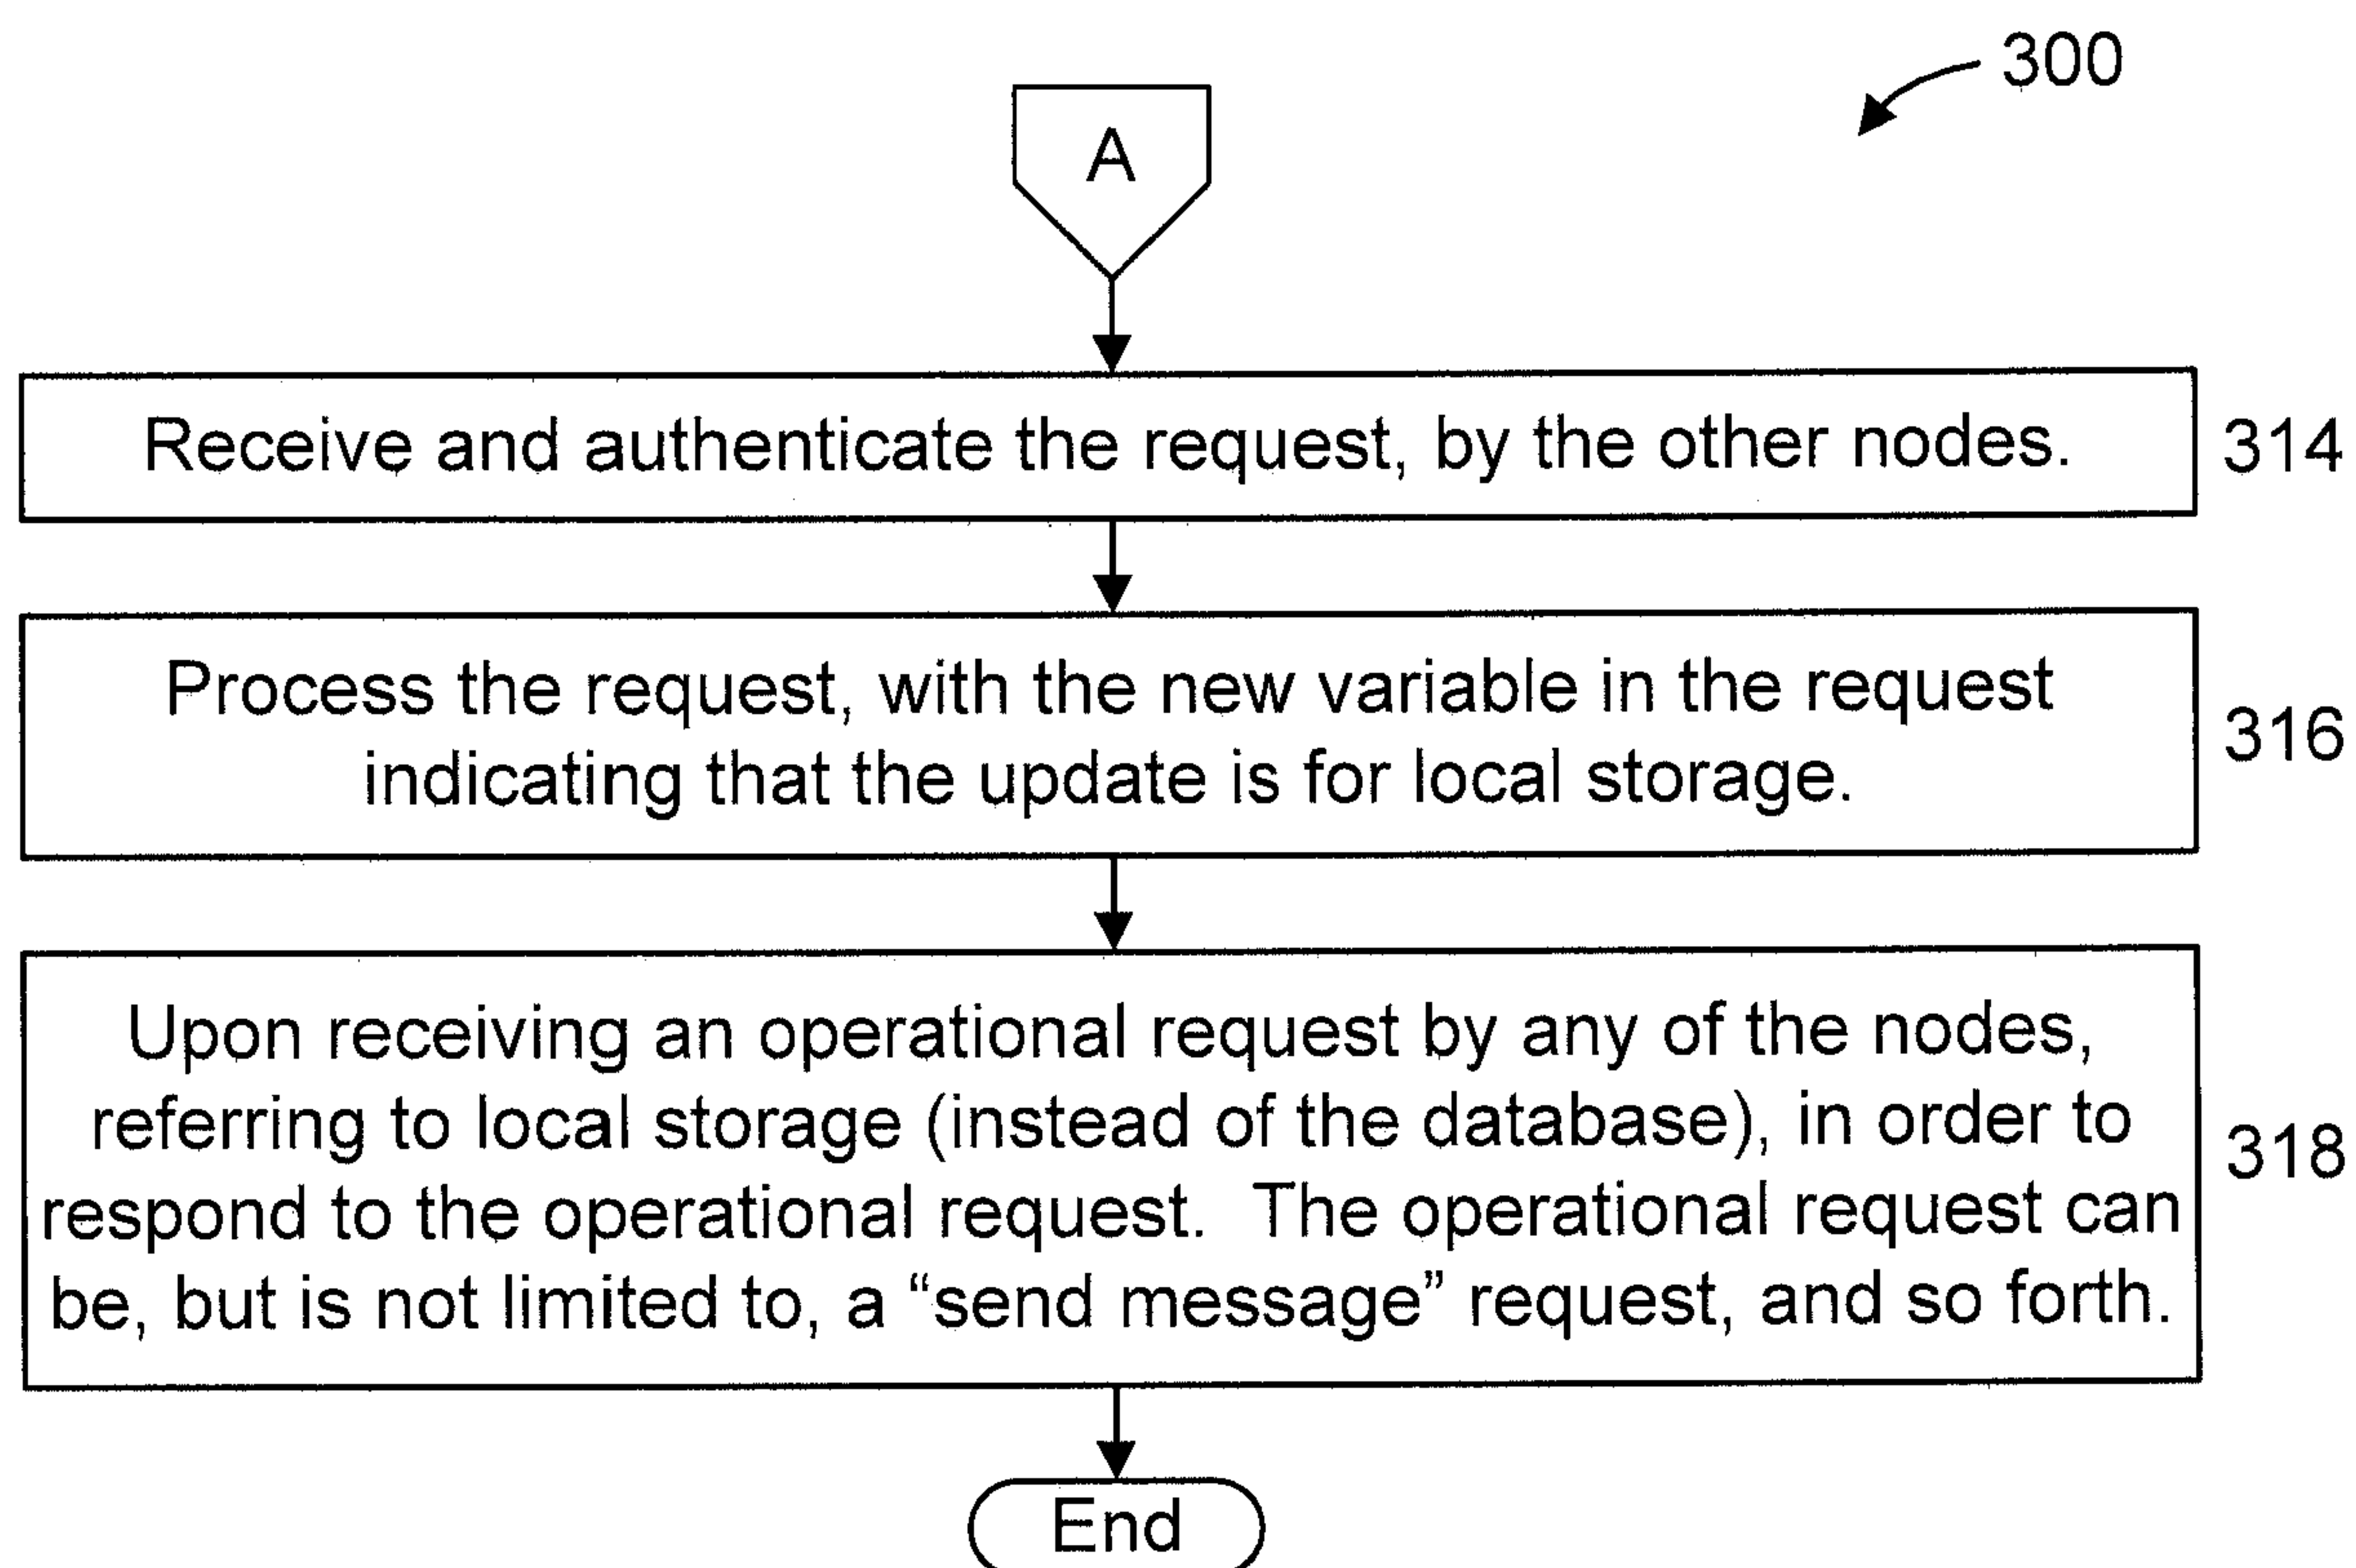 300
A
Receive and authenticate the request, by the other nodes.
314
Process the request, with the new variable in the request
indicating that the update is for local storage.
316
Upon receiving an operational request by any of the nodes,
referring to local storage (instead of the database), in order to
respond to the operational request. The operational request can
be, but is not limited to, a “send message” request, and so forth.
318
End